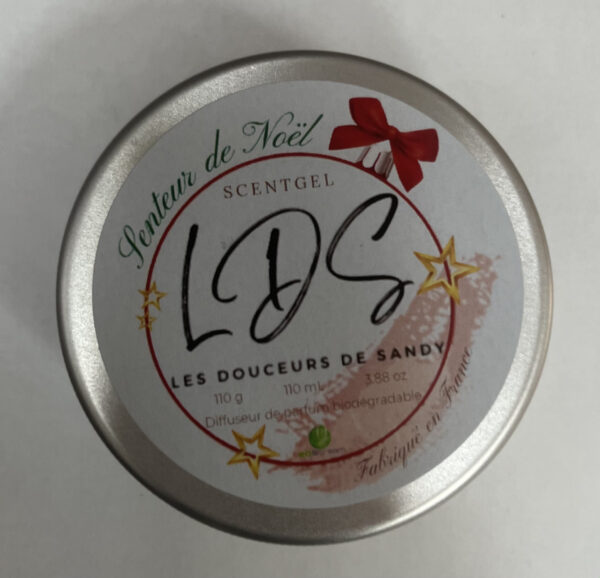 Senteur de Noël
SCENTGEL
LDS
LES DOUCEURS DE SANDY
110 g 110 mL 3.88 oz
Diffuseur de parfum biodégradable
Fabriqué en France